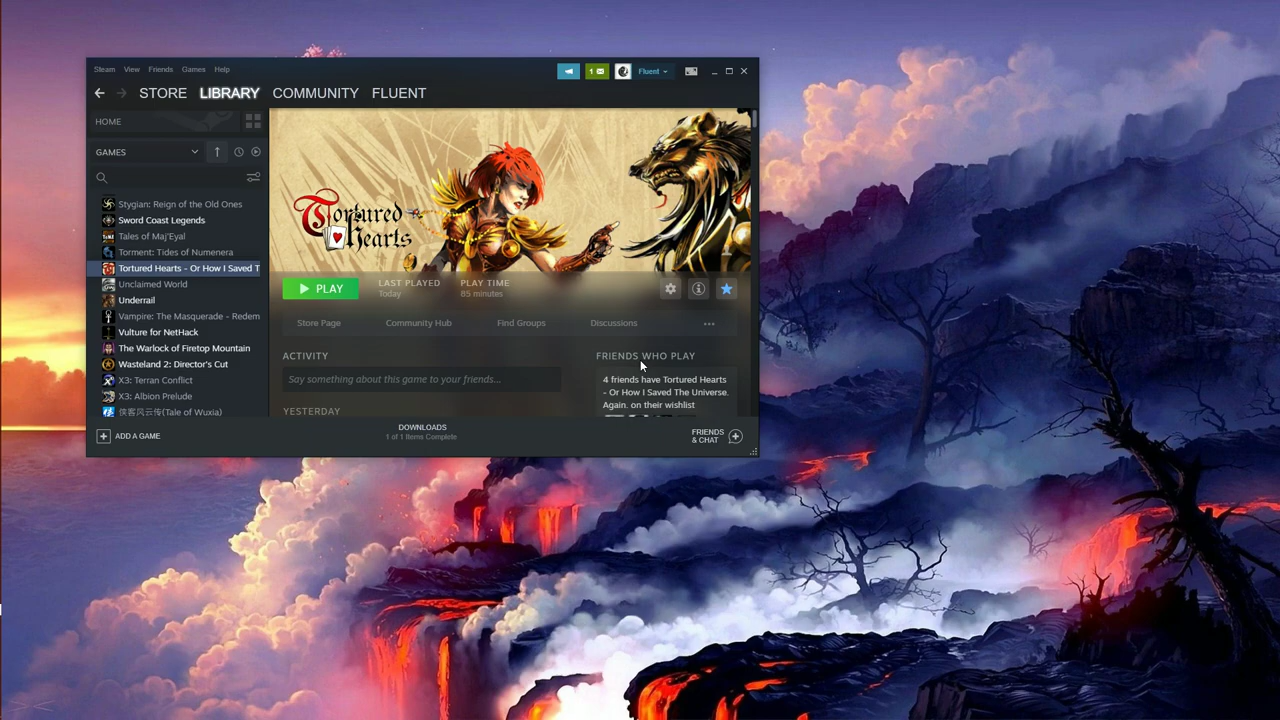 Steam View Friends Games Help
1
Fluent
STORE LIBRARY COMMUNITY FLUENT
HOME
GAMES
Stygian: Reign of the Old Ones
Sword Coast Legends
Tales of Maj'Eyal
Torment: Tides of Numenera
Tortured Hearts - Or How I Saved T
Unclaimed World
Underrail
Vampire: The Masquerade - Redem
Vulture for NetHack
The Warlock of Firetop Mountain
Wasteland 2: Director's Cut
X3: Terran Conflict
X3: Albion Prelude
侠客风云传(Tale of Wuxia)
ADD A GAME
Tortured
Hearts
PLAY
LAST PLAYED
Today
PLAY TIME
85 minutes
Store Page Community Hub Find Groups Discussions
ACTIVITY
Say something about this game to your friends...
YESTERDAY
FRIENDS WHO PLAY
4 friends have Tortured Hearts
- Or How I Saved The Universe.
Again. on their wishlist
DOWNLOADS
1 of 1 Items Complete
FRIENDS
& CHAT